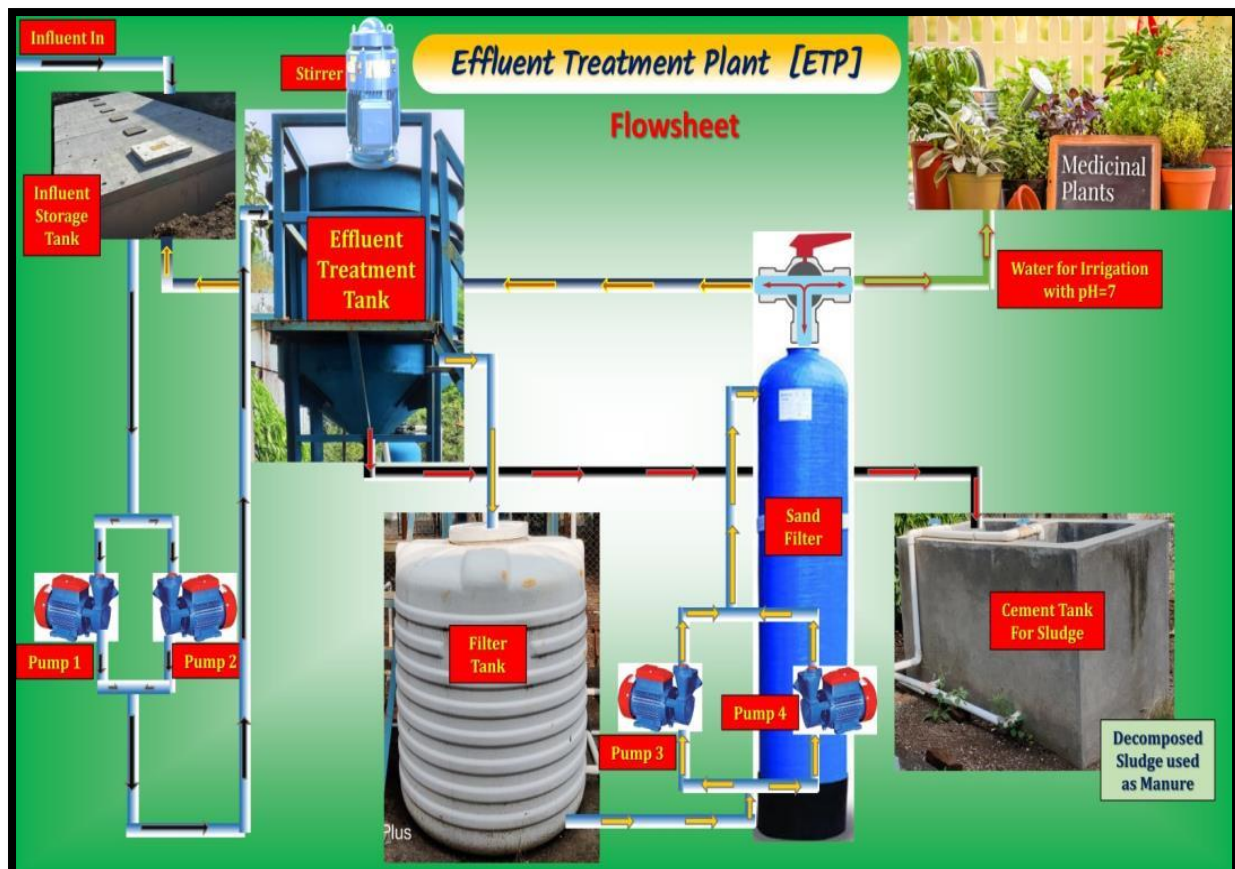 Influent In
Stirrer
Effluent Treatment Plant [ETP]
Flowsheet
Influent
Storage
Tank
Effluent
Treatment
Tank
Medicinal
Plants
Water for Irrigation
with pH=7
Sand
Filter
Pump 1
Pump 2
Filter
Tank
Pump 3
Pump 4
Cement Tank
For Sludge
Decomposed
Sludge used
as Manure
Plus